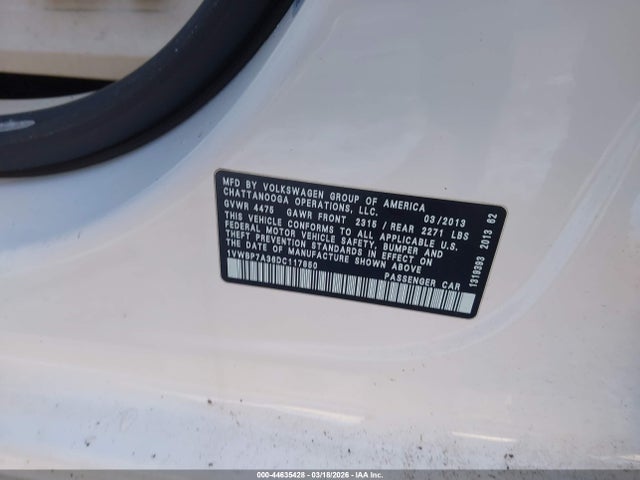 MFD BY VOLKSWAGEN GROUP OF AMERICA
CHATTANOOGA OPERATIONS, LLC. 03/2013
GVWR 4475 GAWR FRONT 2315 / REAR 2271 LBS
THIS VEHICLE CONFORMS TO ALL APPLICABLE U.S.
FEDERAL MOTOR VEHICLE SAFETY, BUMPER AND
THEFT PREVENTION STANDARDS IN EFFECT
ON THE DATE OF MANUFACTURE SHOWN ABOVE
PASSENGER CAR
1319393 2013 62
000-44635428 - 03/18/2026 - © IAA Holdings, LLC